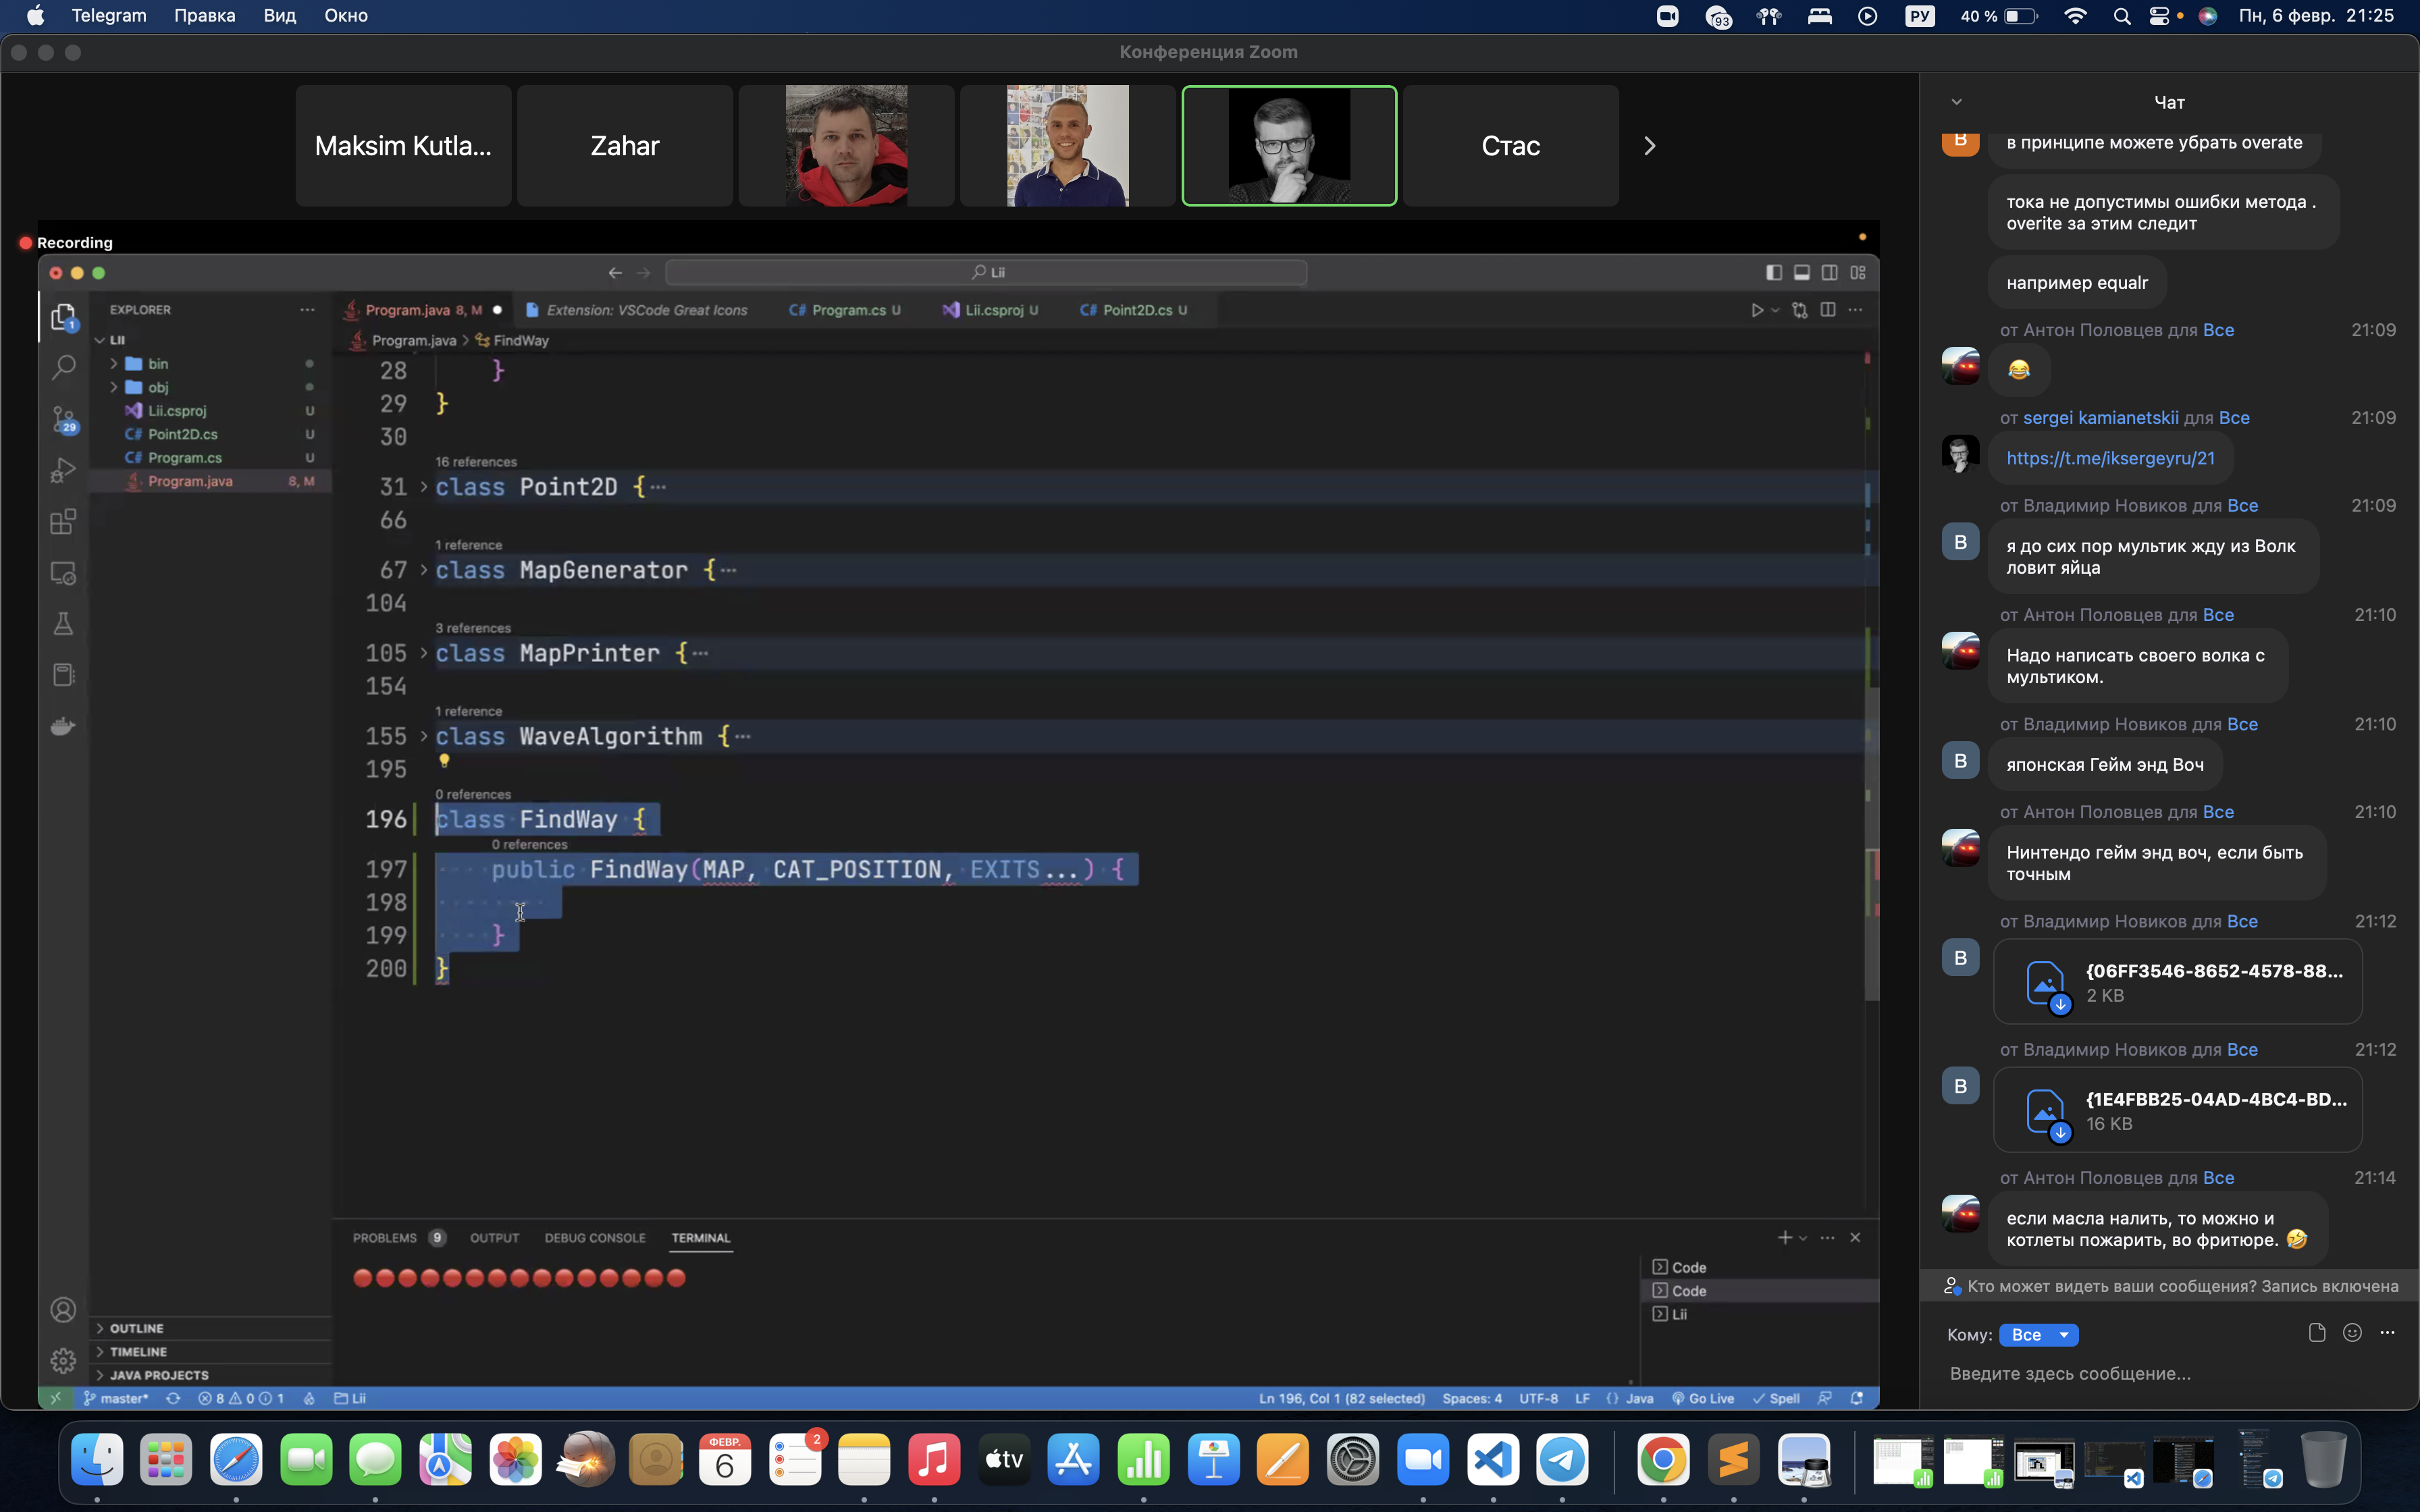 Telegram Правка Вид Окно
93 РУ 40 % Пн, 6 февр. 21:25
Конференция Zoom
Maksim Kutla... Zahar Стас
Recording
Lii
EXPLORER
LII
bin
obj
Lii.csproj U
Point2D.cs U
Program.cs U
Program.java 8, M
1
29
OUTLINE
TIMELINE
JAVA PROJECTS
Program.java 8, M Extension: VSCode Great Icons C# Program.cs U Lii.csproj U C# Point2D.cs U
Program.java > FindWay
28 }
29 }
30
16 references
31 class Point2D {⋯
66
1 reference
67 class MapGenerator {⋯
104
3 references
105 class MapPrinter {⋯
154
1 reference
155 class WaveAlgorithm {⋯
195
0 references
196 class FindWay {
0 references
197 public FindWay(MAP, CAT_POSITION, EXITS...) {
198
199 }
200 }
PROBLEMS 9 OUTPUT DEBUG CONSOLE TERMINAL
Code
Code
Lii
master* 8 0 1 Lii
Ln 196, Col 1 (82 selected) Spaces: 4 UTF-8 LF {} Java Go Live Spell
Чат
В
в принципе можете убрать overate
тока не допустимы ошибки метода .
overite за этим следит
например equalr
от Антон Половцев для Все 21:09
😂
от sergei kamianetskii для Все 21:09
https://t.me/iksergeyru/21
от Владимир Новиков для Все 21:09
В
я до сих пор мультик жду из Волк
ловит яйца
от Антон Половцев для Все 21:10
Надо написать своего волка с
мультиком.
от Владимир Новиков для Все 21:10
В
японская Гейм энд Воч
от Антон Половцев для Все 21:10
Нинтендо гейм энд воч, если быть
точным
от Владимир Новиков для Все 21:12
В
{06FF3546-8652-4578-88...
2 KB
от Владимир Новиков для Все 21:12
В
{1E4FBB25-04AD-4BC4-BD...
16 KB
от Антон Половцев для Все 21:14
если масла налить, то можно и
котлеты пожарить, во фритюре. 🤣
Кто может видеть ваши сообщения? Запись включена
Кому: Все
Введите здесь сообщение...
ФЕВР.
6
2
tv